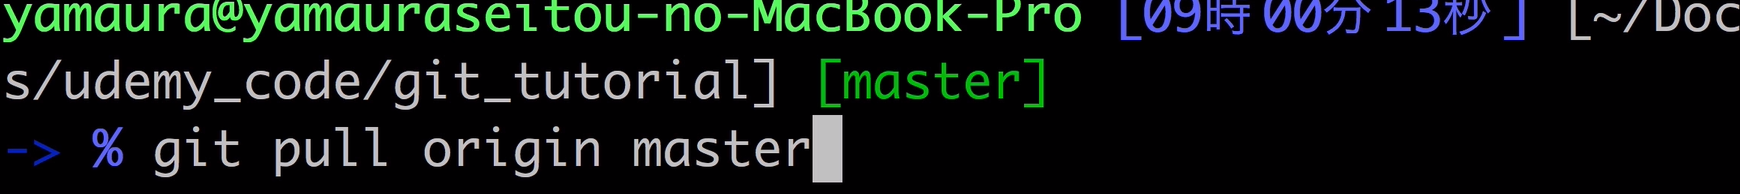 yamaura@yamauraseitou-no-MacBook-Pro [09時00分13秒] [~/Doc
s/udemy_code/git_tutorial] [master]
-> % git pull origin master